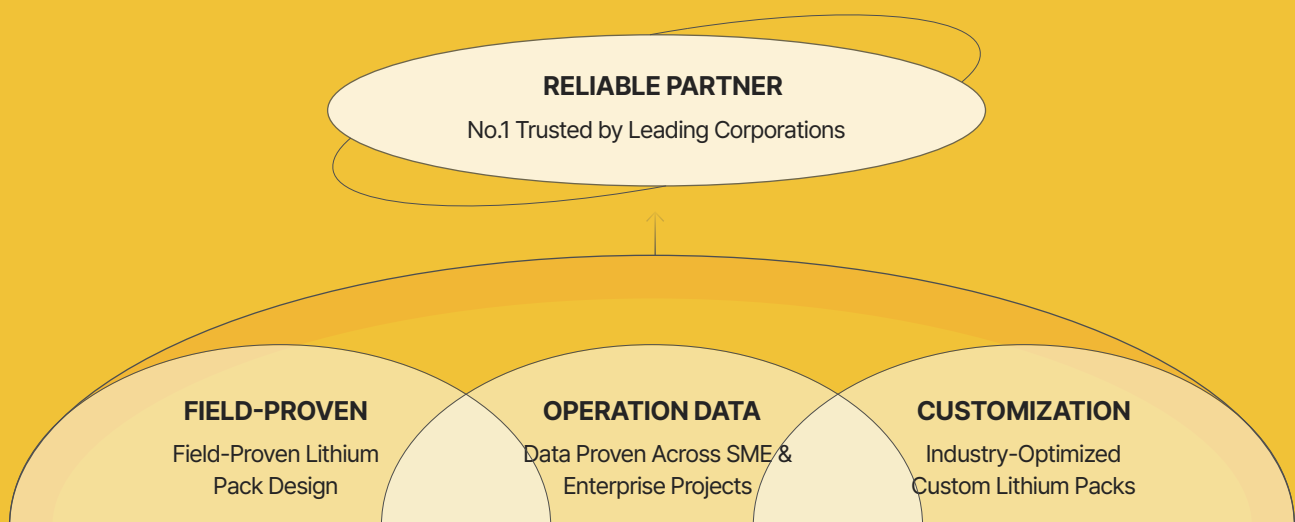 RELIABLE PARTNER
No.1 Trusted by Leading Corporations
FIELD-PROVEN
Field-Proven Lithium
Pack Design
OPERATION DATA
Data Proven Across SME &
Enterprise Projects
CUSTOMIZATION
Industry-Optimized
Custom Lithium Packs